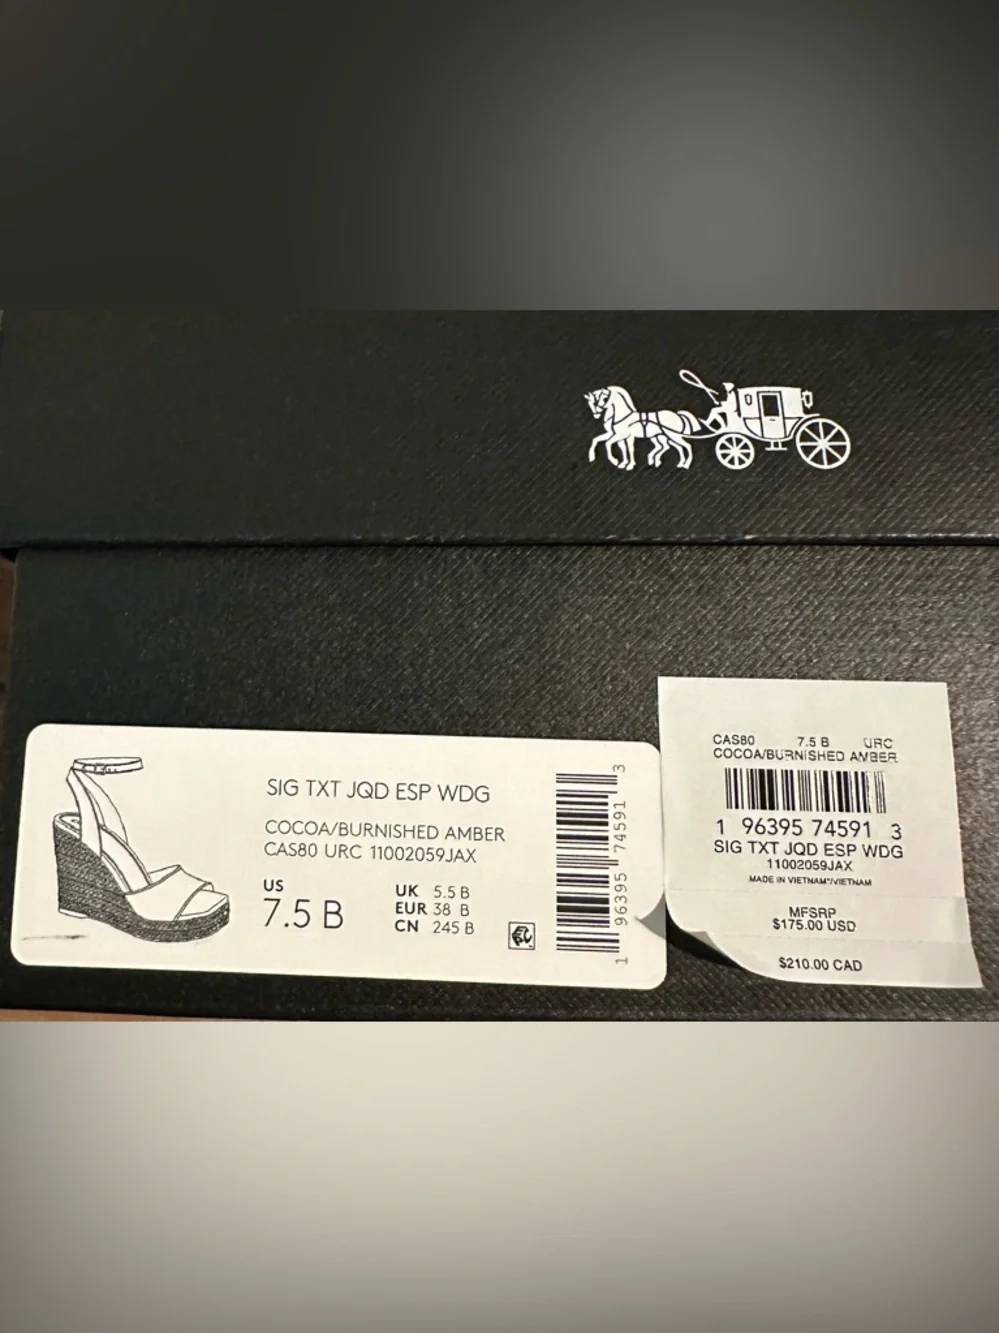 SIG TXT JQD ESP WDG
COCOA/BURNISHED AMBER
CAS80 URC 11002059JAX
US
7.5 B
UK 5.5 B
EUR 38 B
CN 245 B
1 96395 74591 3
CAS80 7.5 B URC
COCOA/BURNISHED AMBER
1 96395 74591 3
SIG TXT JQD ESP WDG
11002059JAX
MADE IN VIETNAM*/VIETNAM
MFSRP
$175.00 USD
$210.00 CAD